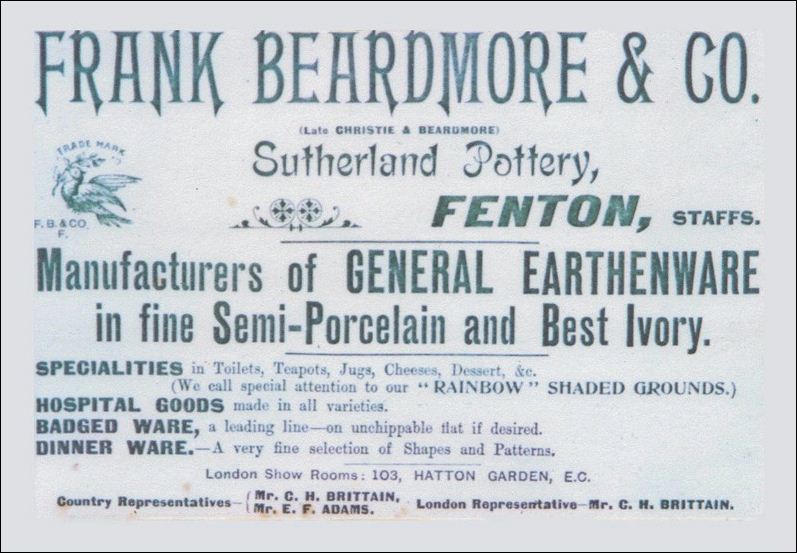 FRANK BEARDMORE & CO.
(Late CHRISTIE & BEARDMORE)
TRADE MARK
F. B. & CO.
F.
Sutherland Pottery,
FENTON, STAFFS.
Manufacturers of GENERAL EARTHENWARE
in fine Semi-Porcelain and Best Ivory.
SPECIALITIES in Toilets, Teapots, Jugs, Cheeses, Dessert, &c.
(We call special attention to our "RAINBOW" SHADED GROUNDS.)
HOSPITAL GOODS made in all varieties.
BADGED WARE, a leading line—on unchippable flat if desired.
DINNER WARE.—A very fine selection of Shapes and Patterns.
London Show Rooms: 103, HATTON GARDEN, E.C.
Country Representatives— Mr. C. H. BRITTAIN, London Representative—Mr. C. H. BRITTAIN.
Mr. E. F. ADAMS.